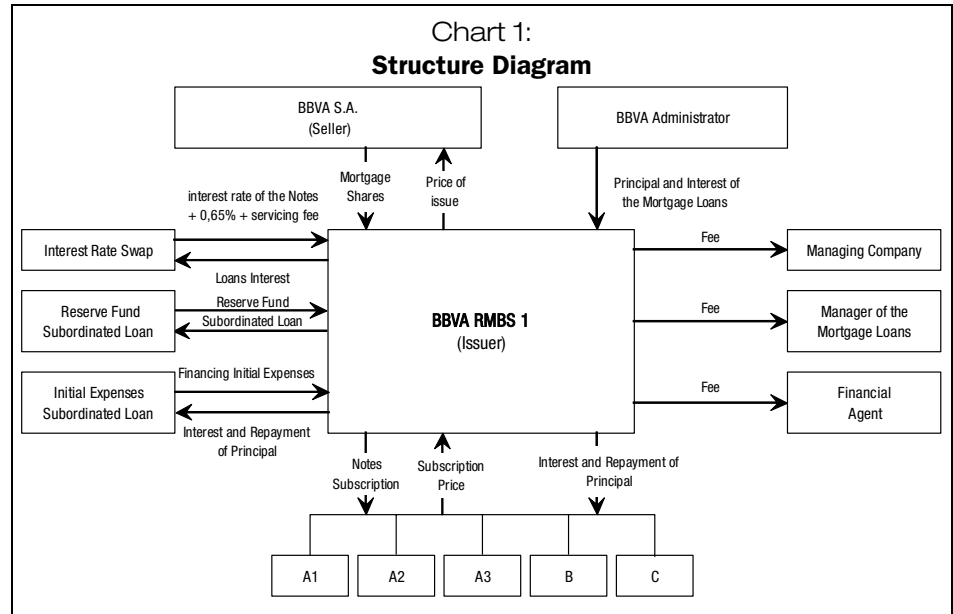 Chart 1:
Structure Diagram
BBVA S.A.
(Seller)
BBVA Administrator
Mortgage
Shares
Price of
issue
Principal and Interest of
the Mortgage Loans
interest rate of the Notes
+ 0,65% + servicing fee
Interest Rate Swap
Loans Interest
Reserve Fund
Subordinated Loan
Reserve Fund
Subordinated Loan
Financing Initial Expenses
Initial Expenses
Subordinated Loan
Interest and Repayment
of Principal
BBVA RMBS 1
(Issuer)
Fee
Managing Company
Fee
Manager of the
Mortgage Loans
Fee
Financial
Agent
Notes
Subscription
Subscription
Price
Interest and Repayment of
Principal
A1
A2
A3
B
C